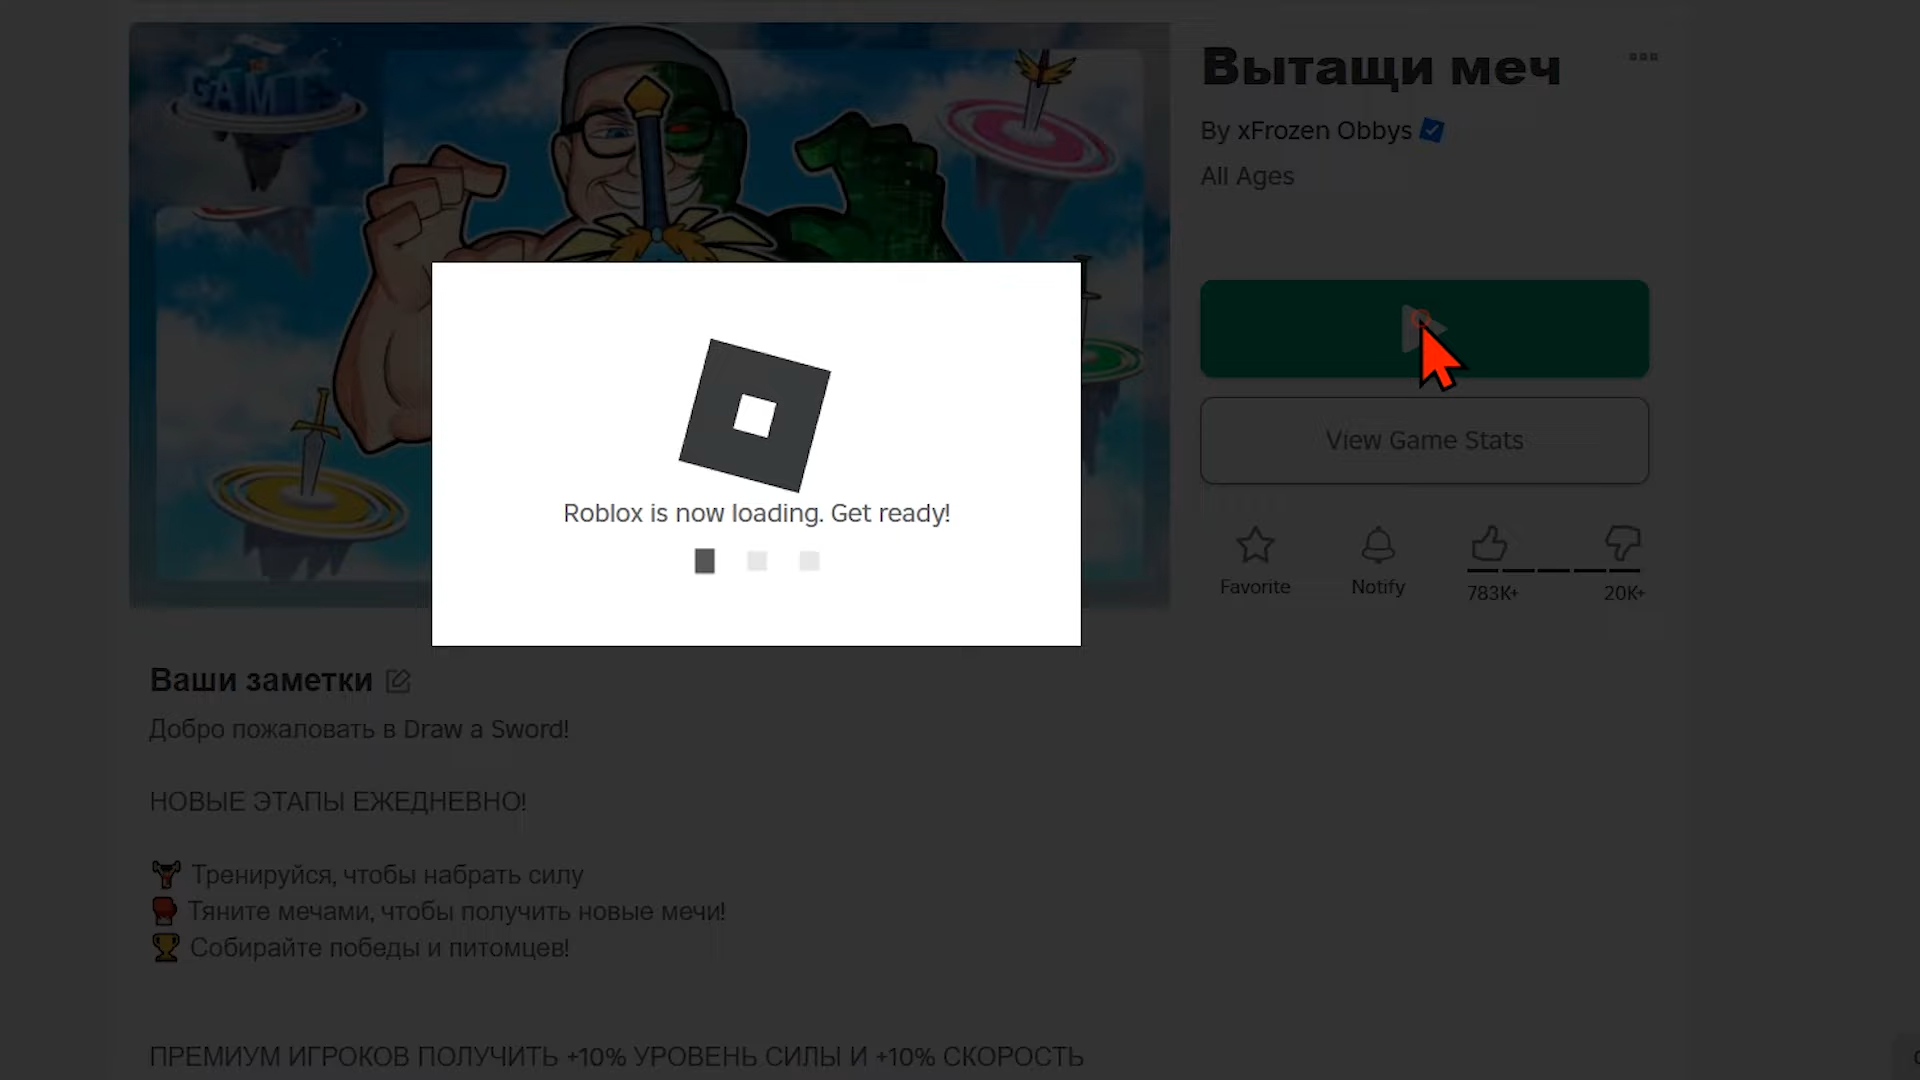 GAME
Вытащи меч
By xFrozen Obbys
All Ages
Roblox is now loading. Get ready!
View Game Stats
Favorite
Notify
783K+
20K+
Ваши заметки
Добро пожаловать в Draw a Sword!
НОВЫЕ ЭТАПЫ ЕЖЕДНЕВНО!
Тренируйся, чтобы набрать силу
Тяните мечами, чтобы получить новые мечи!
Собирайте победы и питомцев!
ПРЕМИУМ ИГРОКОВ ПОЛУЧИТЬ +10% УРОВЕНЬ СИЛЫ И +10% СКОРОСТЬ